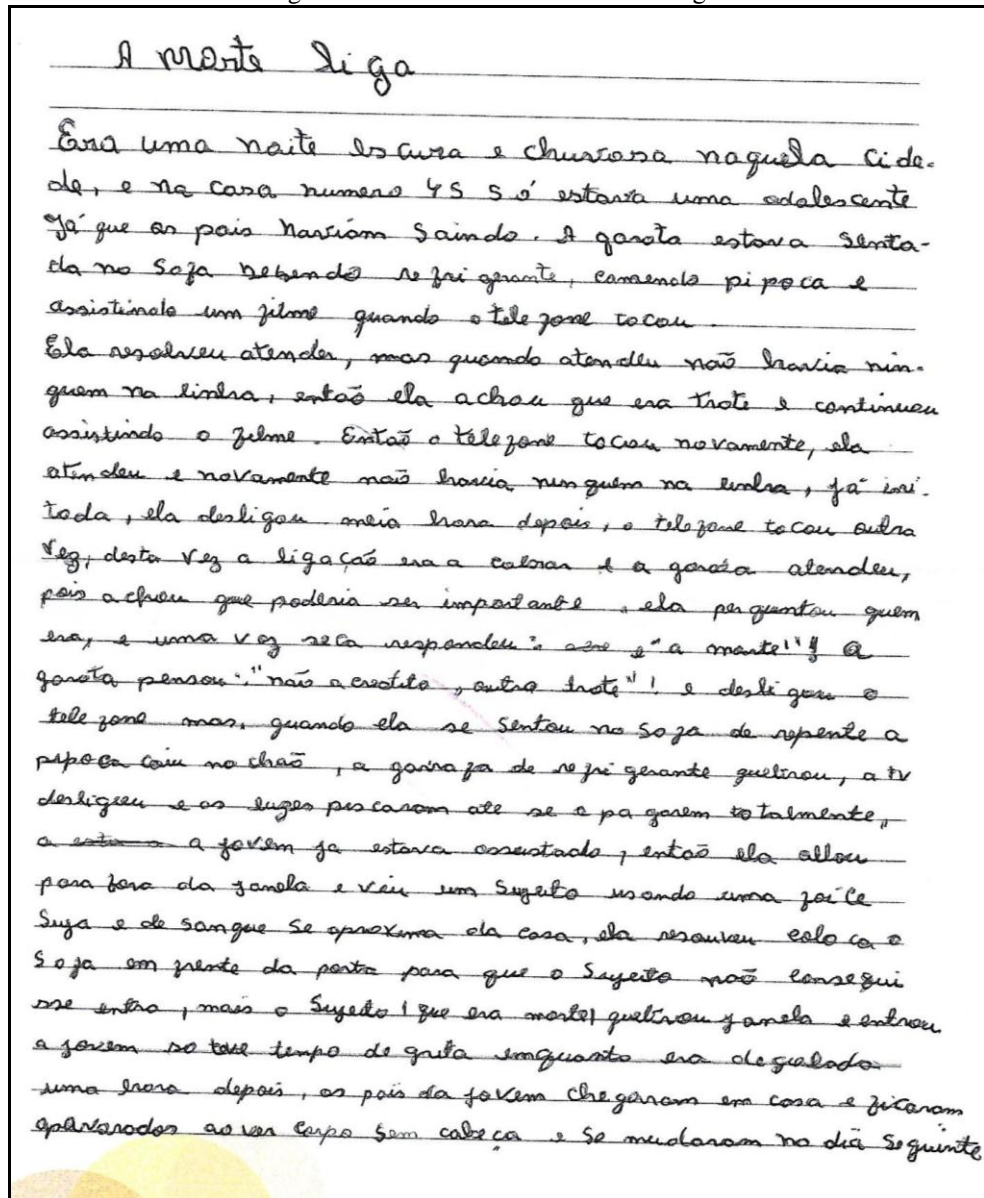 A morte liga
Era uma noite escura e chuvosa naquela cida-
de, e na casa numero 45 só estava uma adolescente
Já que os pais haviam saindo. A garota estava senta-
da no sofa bebendo refrigerante, comendo pipoca e
assistindo um filme quando o telefone tocou.
Ela resolveu atender, mas quando atendeu não havia nin-
guem na linha, então ela achou que era trote e continuou
assistindo o filme. Então o telefone tocou novamente, ela
atendeu e novamente não havia ninguém na linha, já irri-
tada, ela desligou meia hora depois, o telefone tocou outra
vez, desta vez a ligação era a cobrar e a garota atendeu,
pois achou que poderia ser importante, ela perguntou quem
era, e uma voz seca respondeu: "a morte"! a
garota pensou: "não acredito, outro trote"! e desligou o
telefone mas, quando ela se sentou no sofa de repente a
pipoca caiu no chão, a garrafa de refrigerante quebrou, a tv
desligou e as luzes piscaram ate se apagarem totalmente,
a a jovem ja estava assustada, então ela olhou
para fora da janela e viu um sujeito usando uma foice
suja e de sangue se aproxima da casa, ela resouveu coloca o
sofa em frente da porta para que o sujeito não consegui
sse entra, mais o sujeito (que era morte) quebrou janela e entrou
a jovem so teve tempo de grita enquanto era degolada
uma hora depois, os pais da jovem chegaram em casa e ficaram
apavorados ao ver corpo sem cabeça e se mudaram no dia seguinte